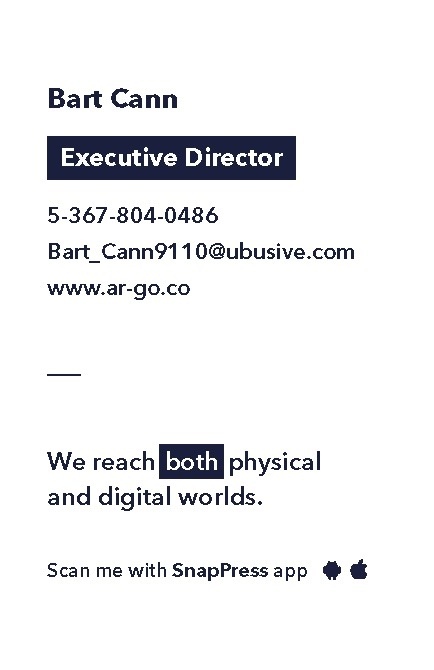 Bart Cann
Executive Director
5-367-804-0486
Bart_Cann9110@ubusive.com
www.ar-go.co
We reach both physical
and digital worlds.
Scan me with SnapPress app